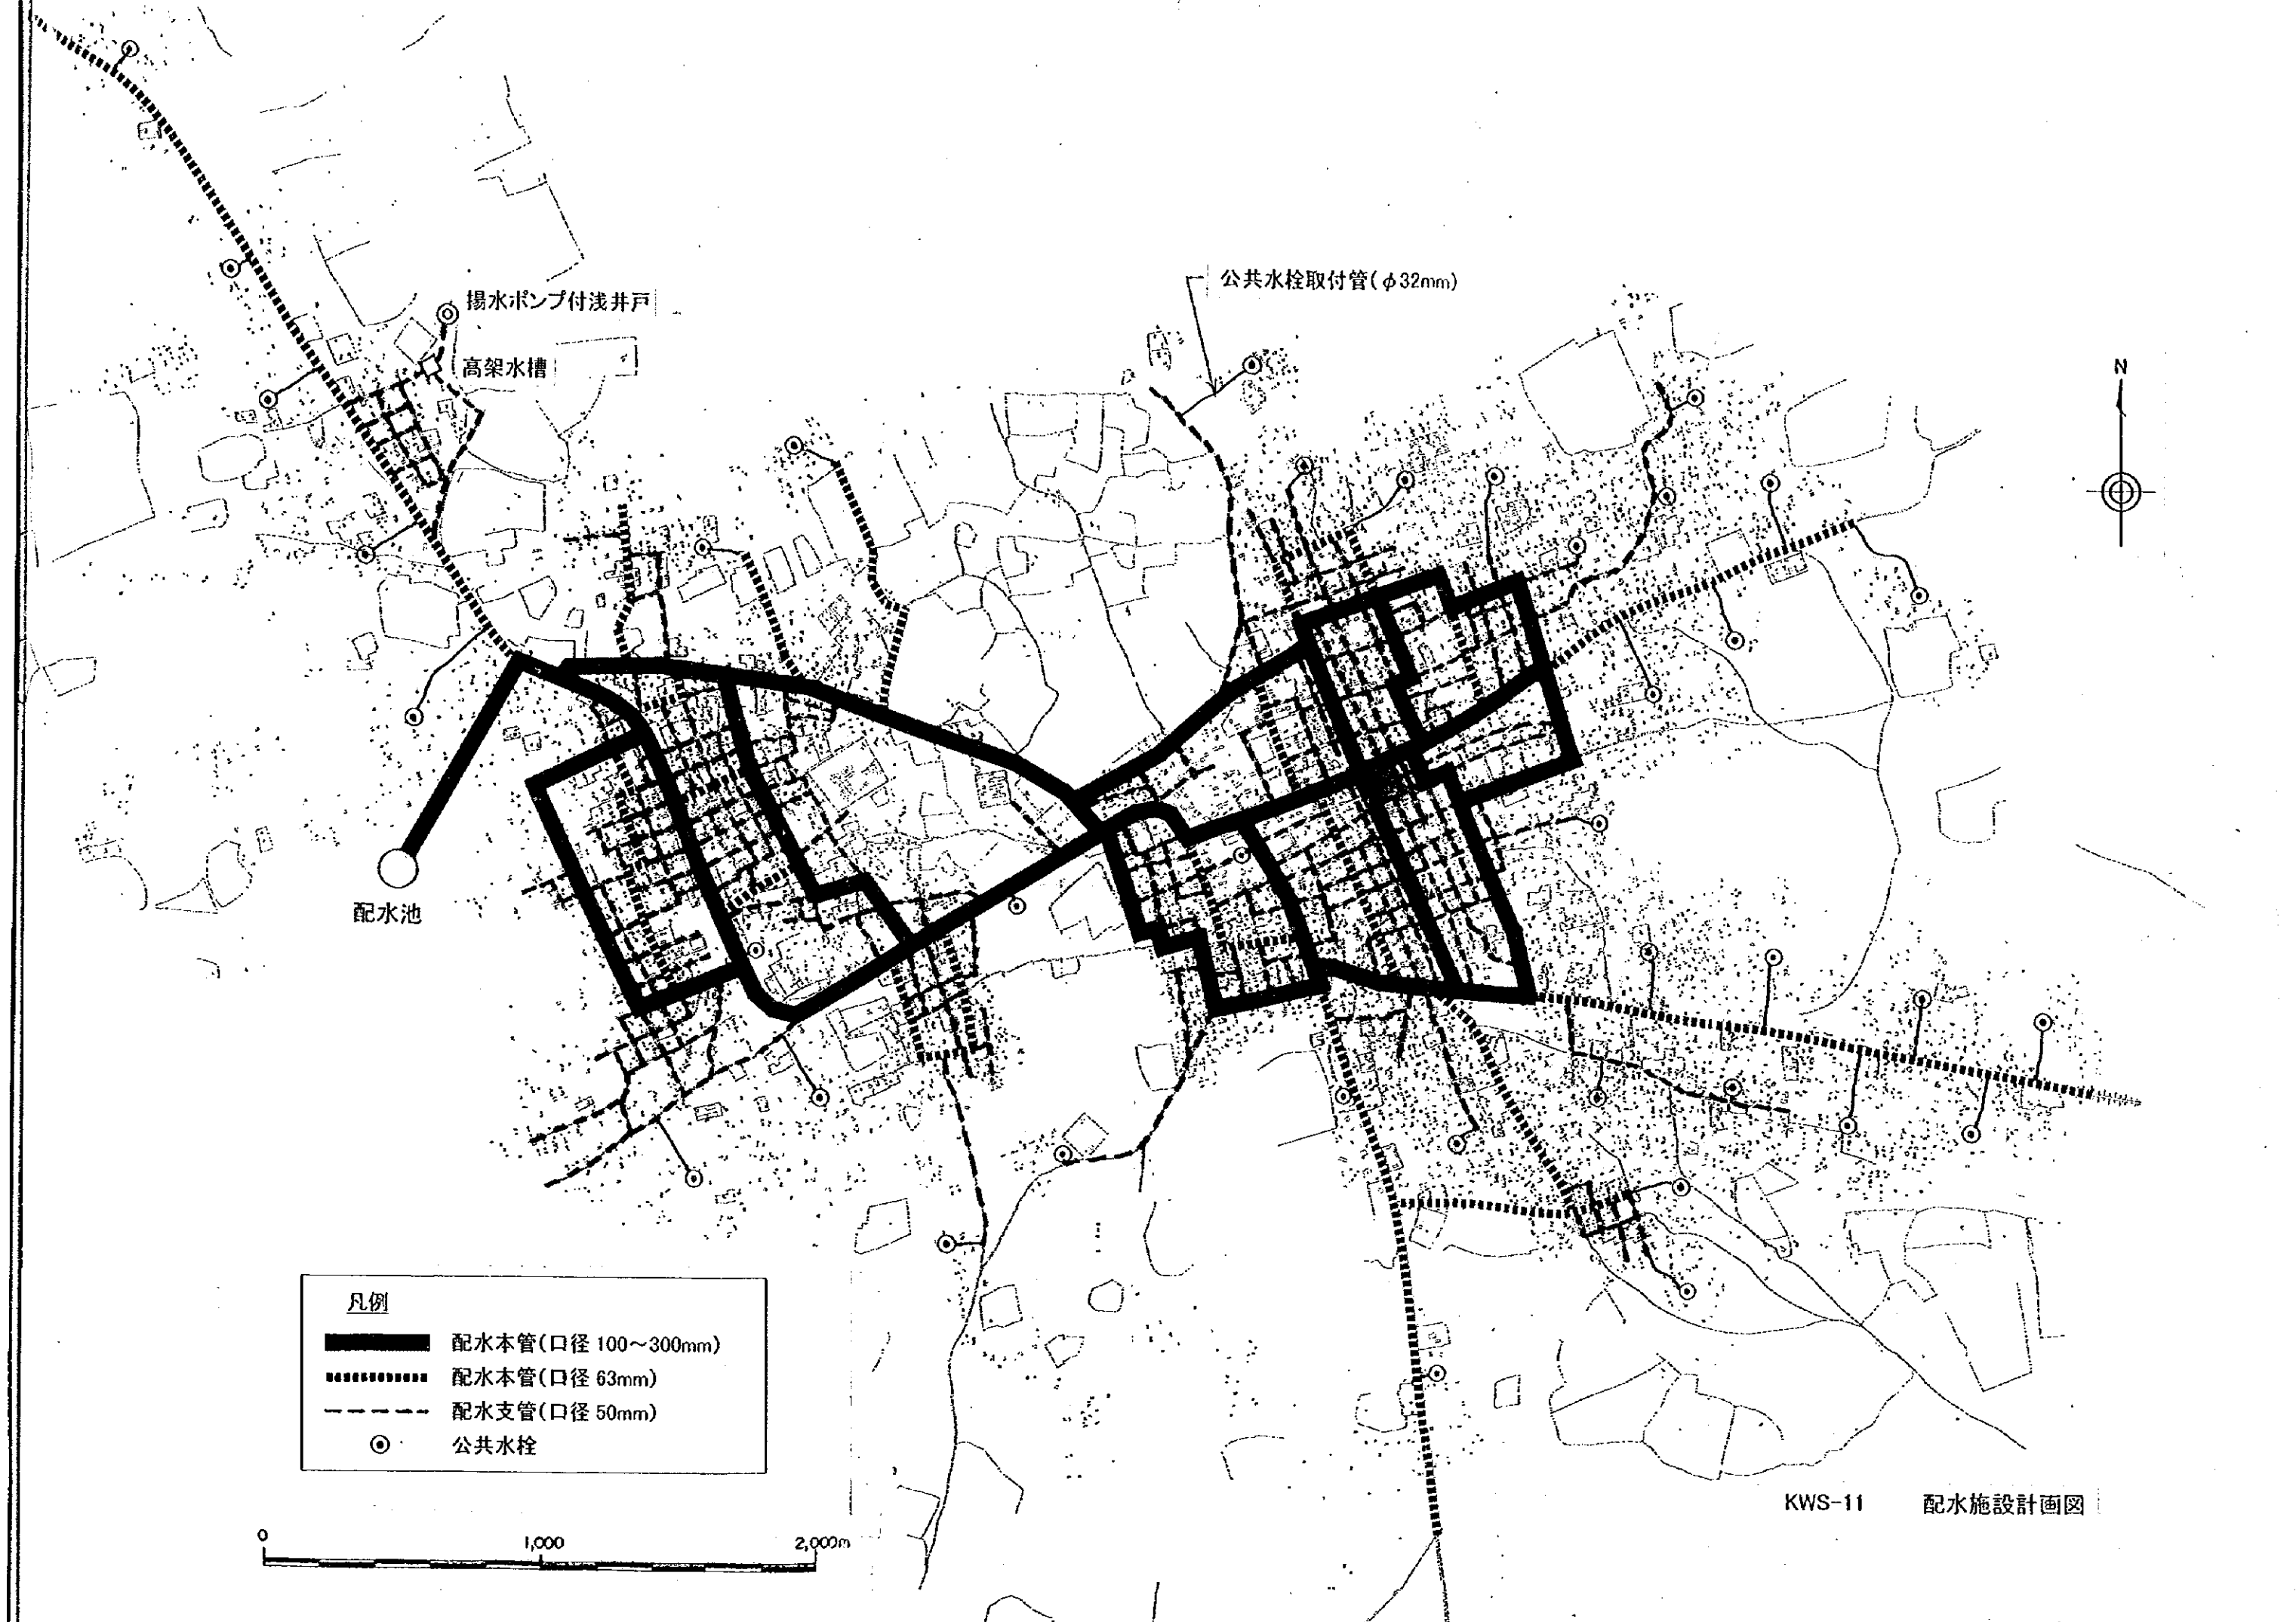 揚水ポンプ付浅井戸
高架水槽
公共水栓取付管(φ32mm)
N
配水池
凡例
配水本管(口径 100～300mm)
配水本管(口径 63mm)
配水支管(口径 50mm)
公共水栓
0 1,000 2,000m
KWS-11 配水施設計画図